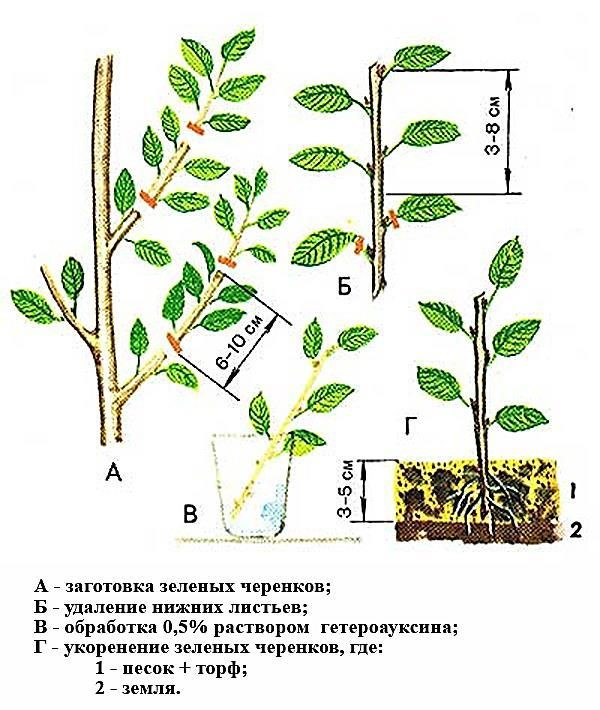 3-8 см
Б
6-10 см
А
Г
В
3-5 см
1
2
А - заготовка зеленых черенков;
Б - удаление нижних листьев;
В - обработка 0,5% раствором гетероауксина;
Г - укоренение зеленых черенков, где:
1 - песок + торф;
2 - земля.